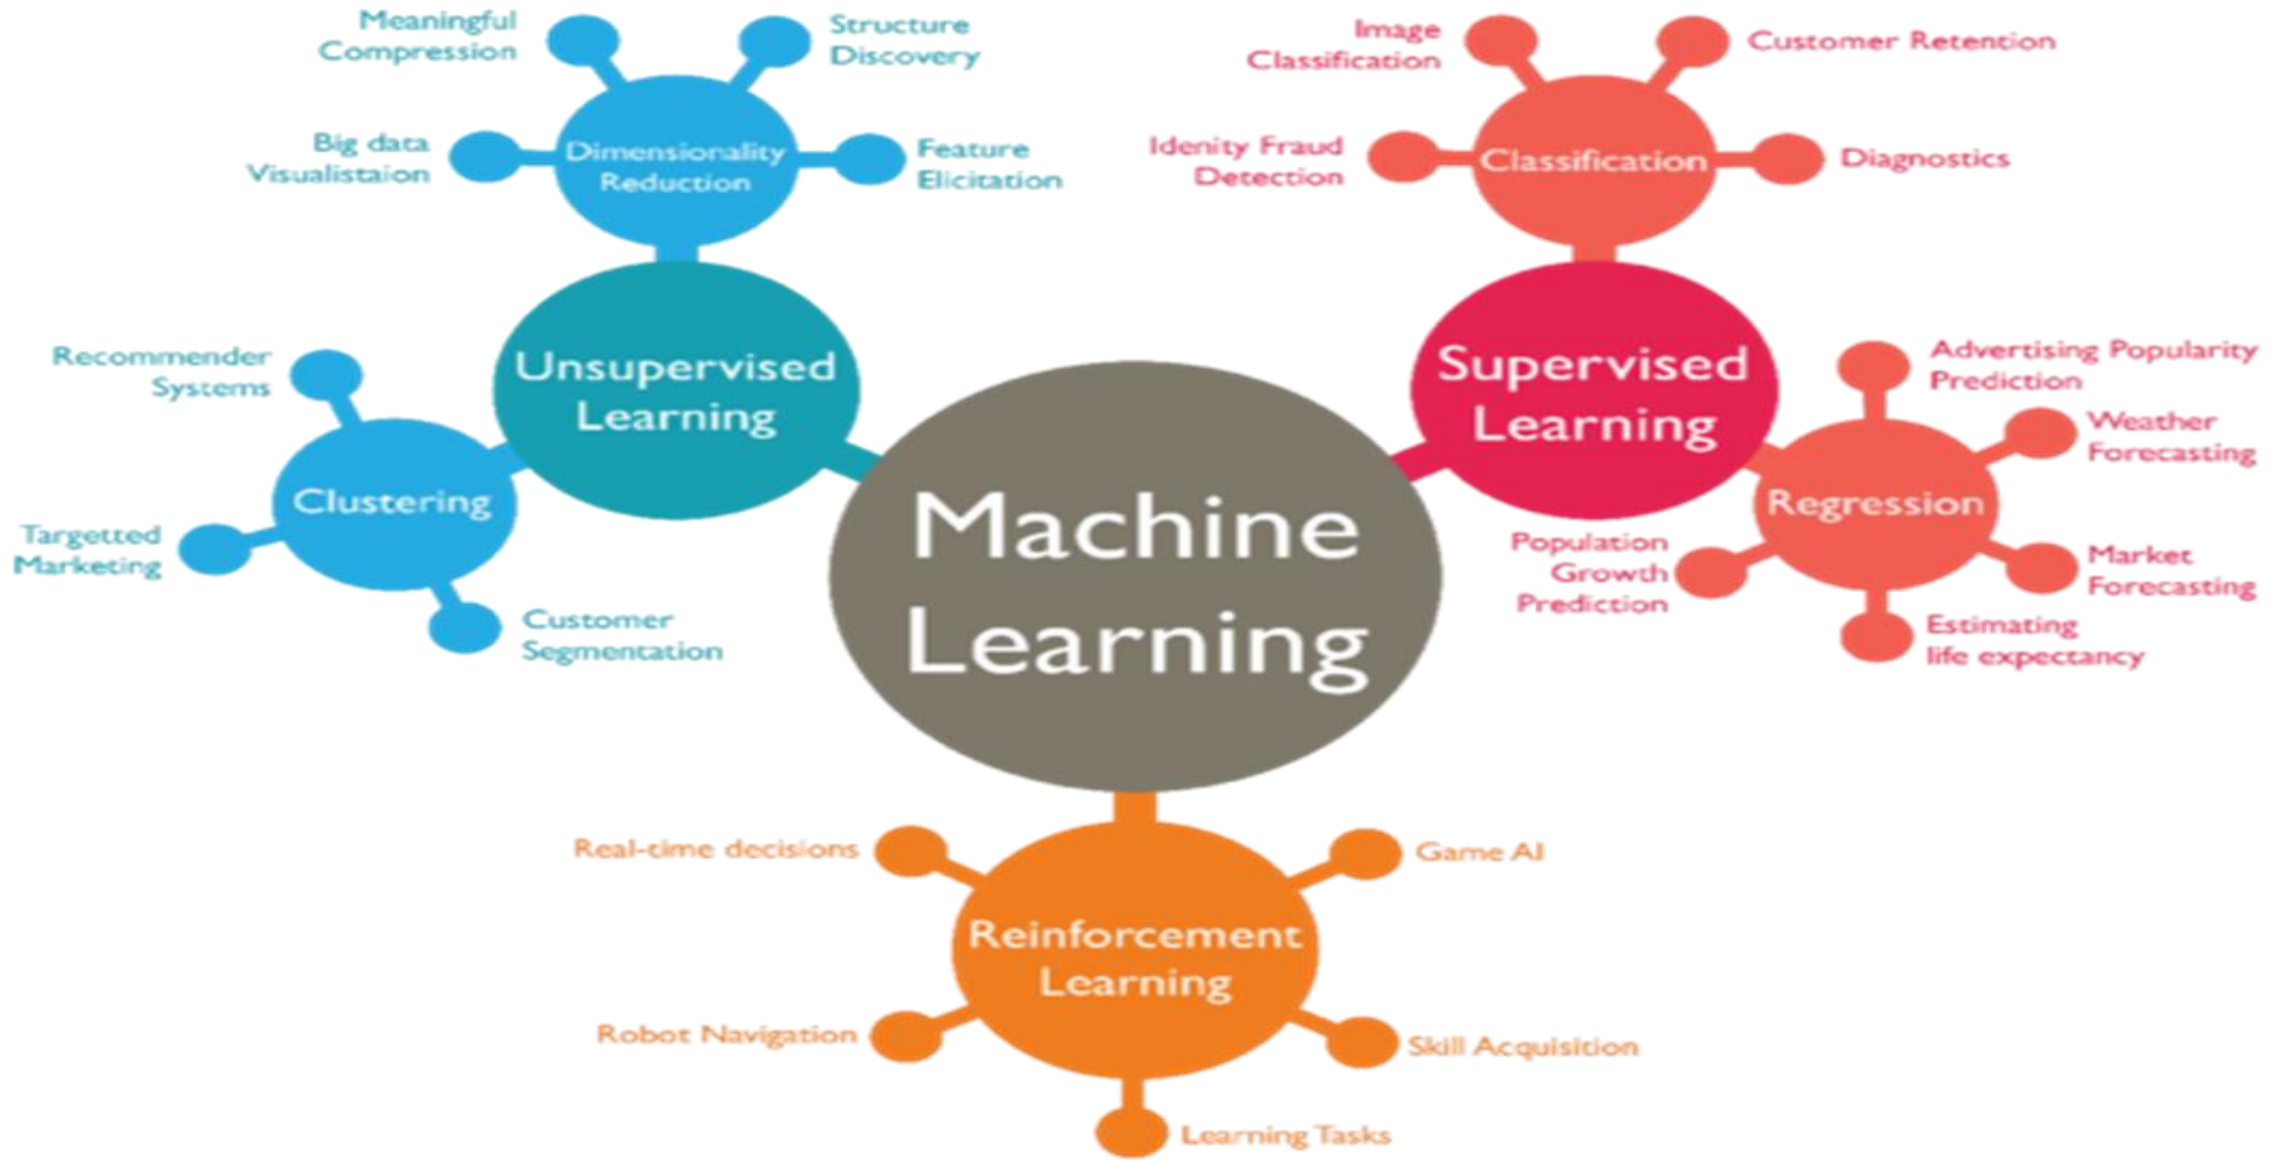 Meaningful
Compression
Structure
Discovery
Big data
Visualistaion
Dimensionality
Reduction
Feature
Elicitation
Image
Classification
Customer Retention
Idenity Fraud
Detection
Classification
Diagnostics
Recommender
Systems
Unsupervised
Learning
Clustering
Targetted
Marketing
Customer
Segmentation
Machine
Learning
Supervised
Learning
Advertising Popularity
Prediction
Weather
Forecasting
Regression
Population
Growth
Prediction
Market
Forecasting
Estimating
life expectancy
Real-time decisions
Game AI
Reinforcement
Learning
Robot Navigation
Skill Acquisition
Learning Tasks